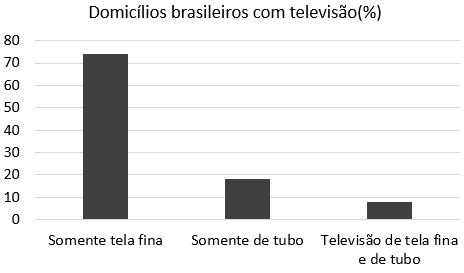 Domicílios brasileiros com televisão(%)
80
70
60
50
40
30
20
10
0
Somente tela fina
Somente de tubo
Televisão de tela fina
e de tubo